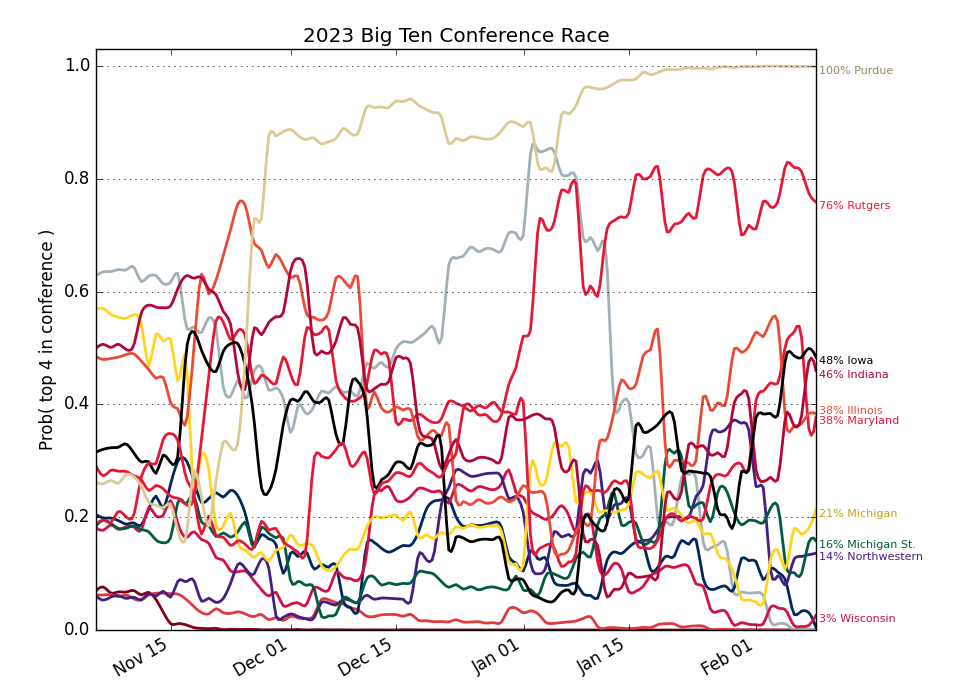 2023 Big Ten Conference Race
Prob( top 4 in conference )
1.0
0.8
0.6
0.4
0.2
0.0
Nov 15
Dec 01
Dec 15
Jan 01
Jan 15
Feb 01
100% Purdue
76% Rutgers
48% Iowa
46% Indiana
38% Illinois
38% Maryland
21% Michigan
16% Michigan St.
14% Northwestern
3% Wisconsin